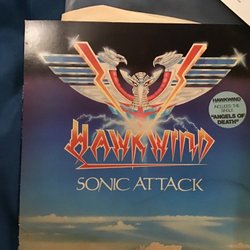 HAWKWIND
SONIC ATTACK
HAWKWIND
INCLUDES THE
SINGLE
"ANGELS OF
DEATH"